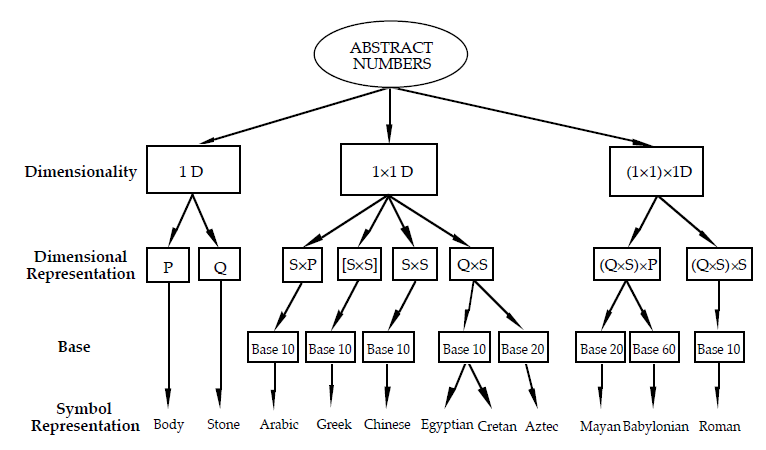 ABSTRACT
NUMBERS
Dimensionality 1 D 1×1 D (1×1)×1D
Dimensional
Representation P Q S×P [S×S] S×S Q×S (Q×S)×P (Q×S)×S
Base Base 10 Base 10 Base 10 Base 10 Base 20 Base 20 Base 60 Base 10
Symbol
Representation Body Stone Arabic Greek Chinese Egyptian Cretan Aztec Mayan Babylonian Roman